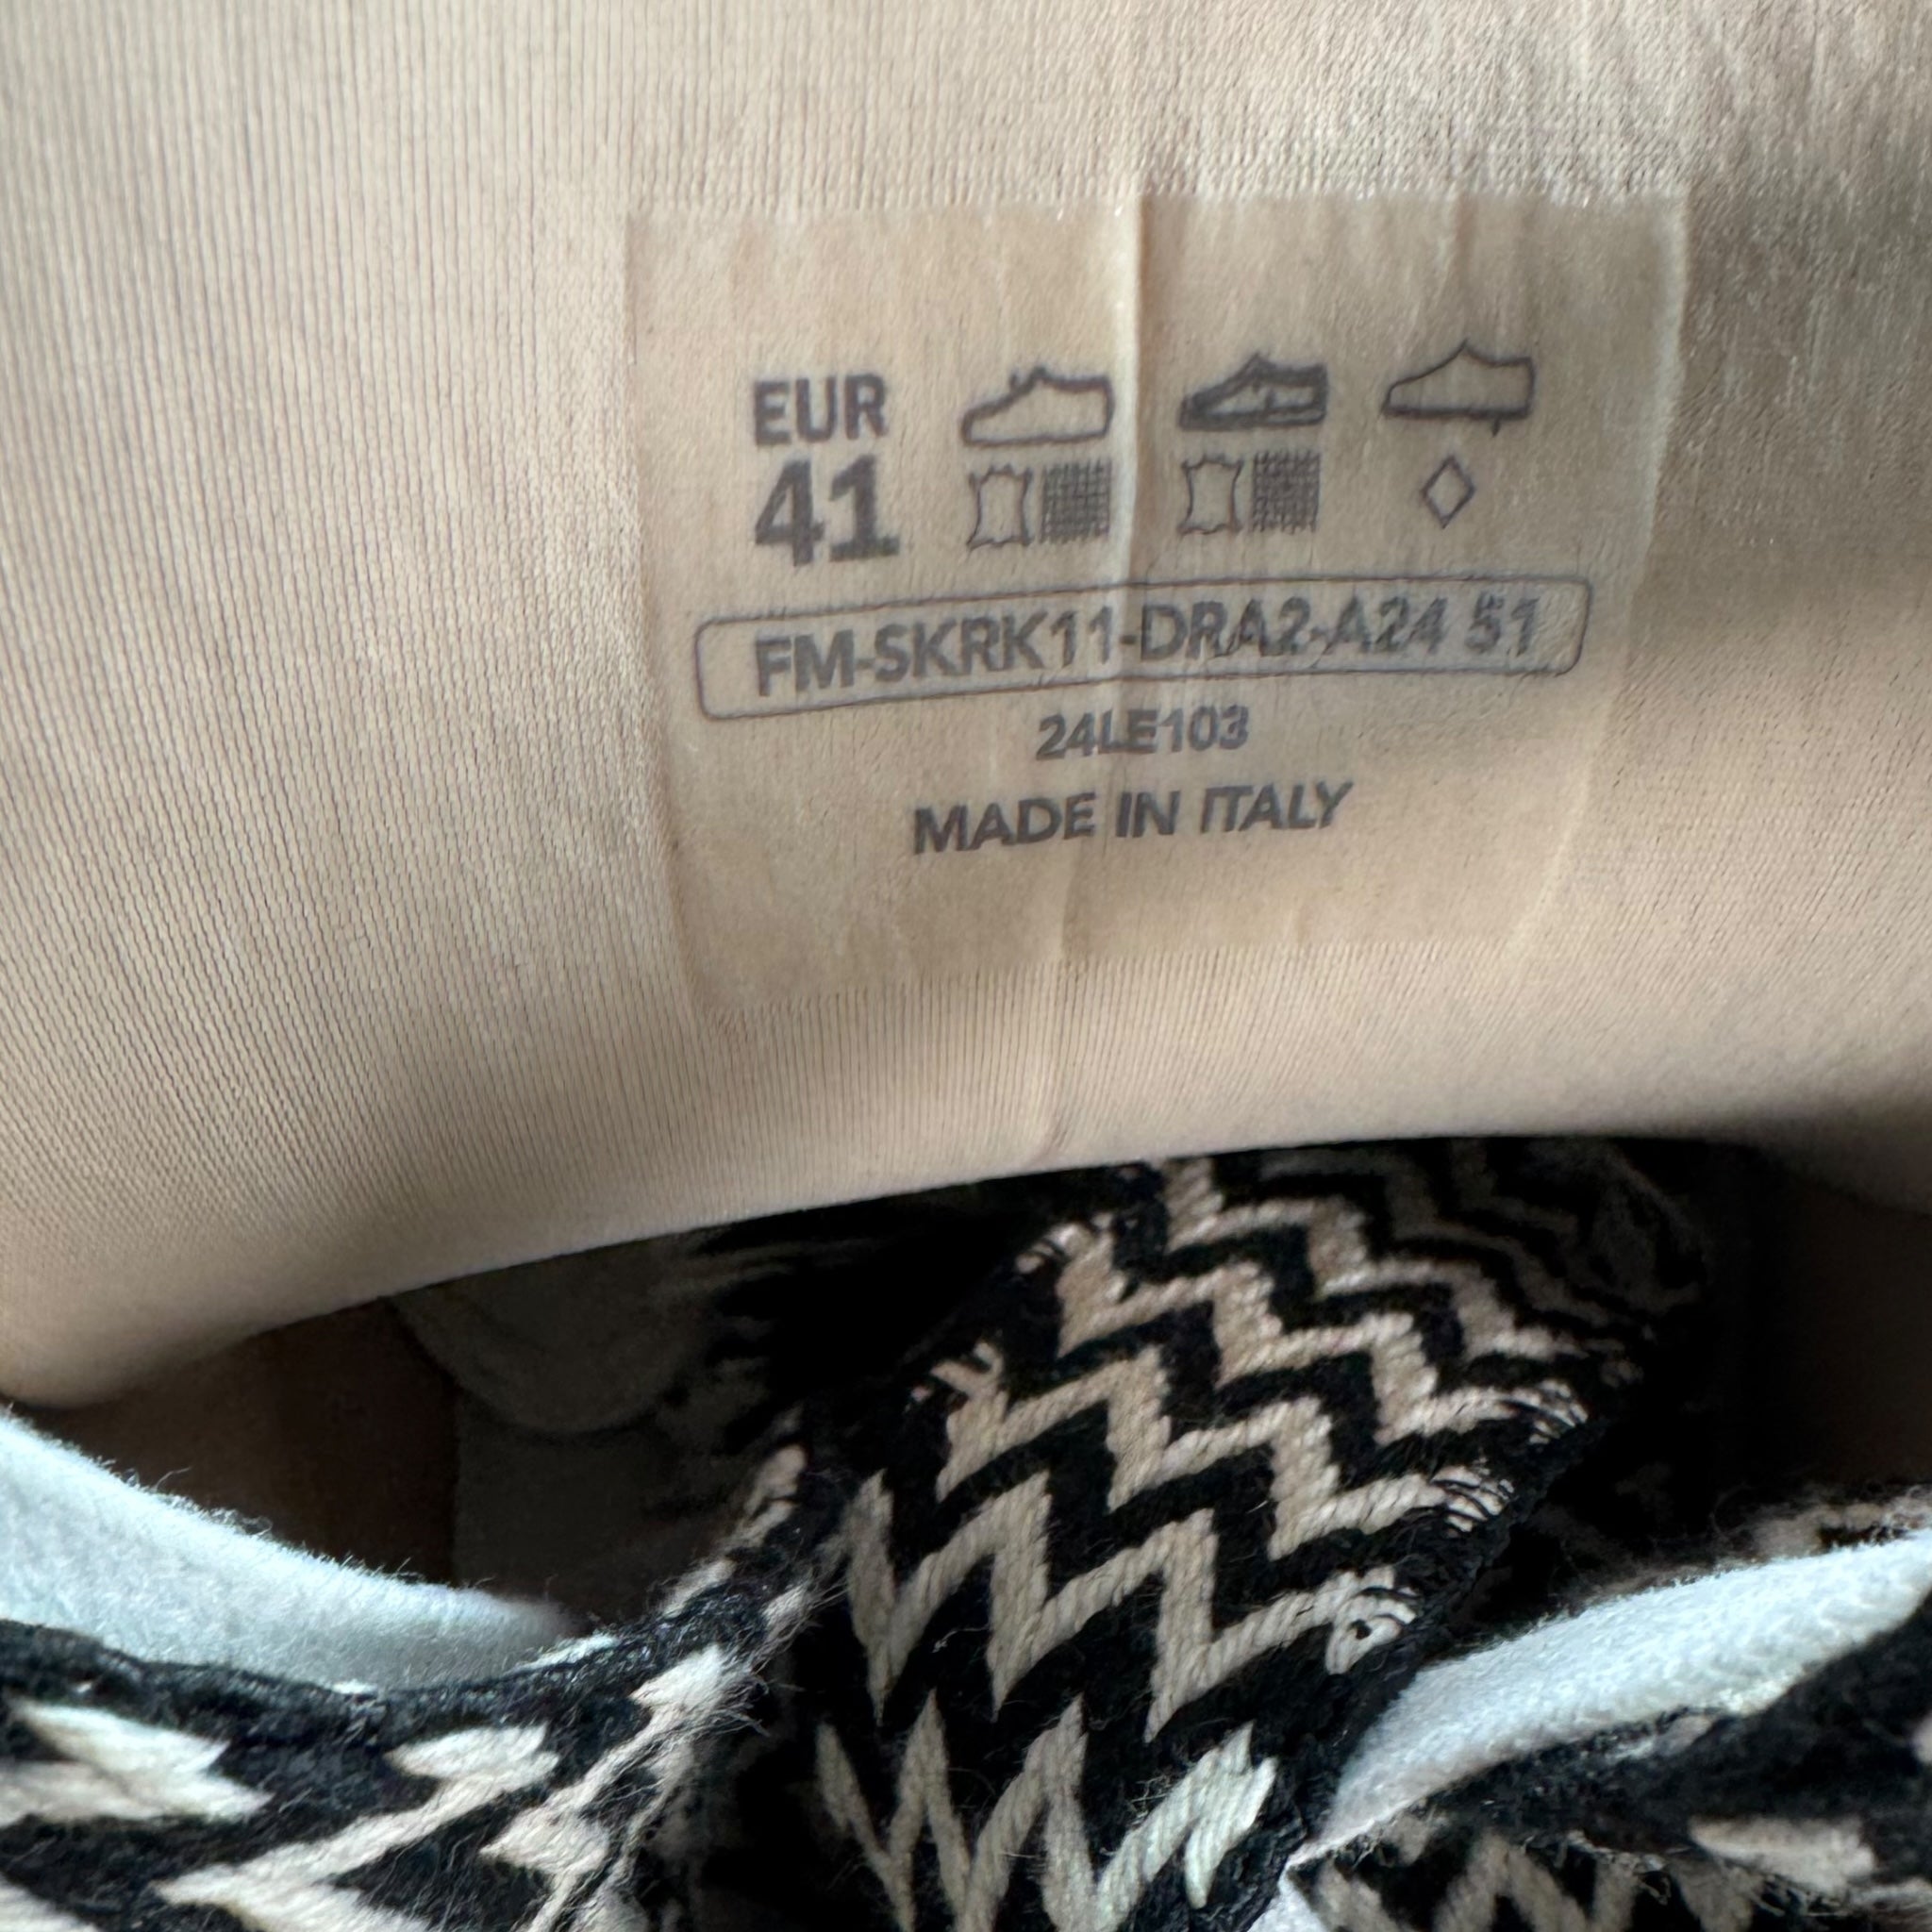 EUR
41
FM-SKRK11-DRA2-A24 51
24LE103
MADE IN ITALY